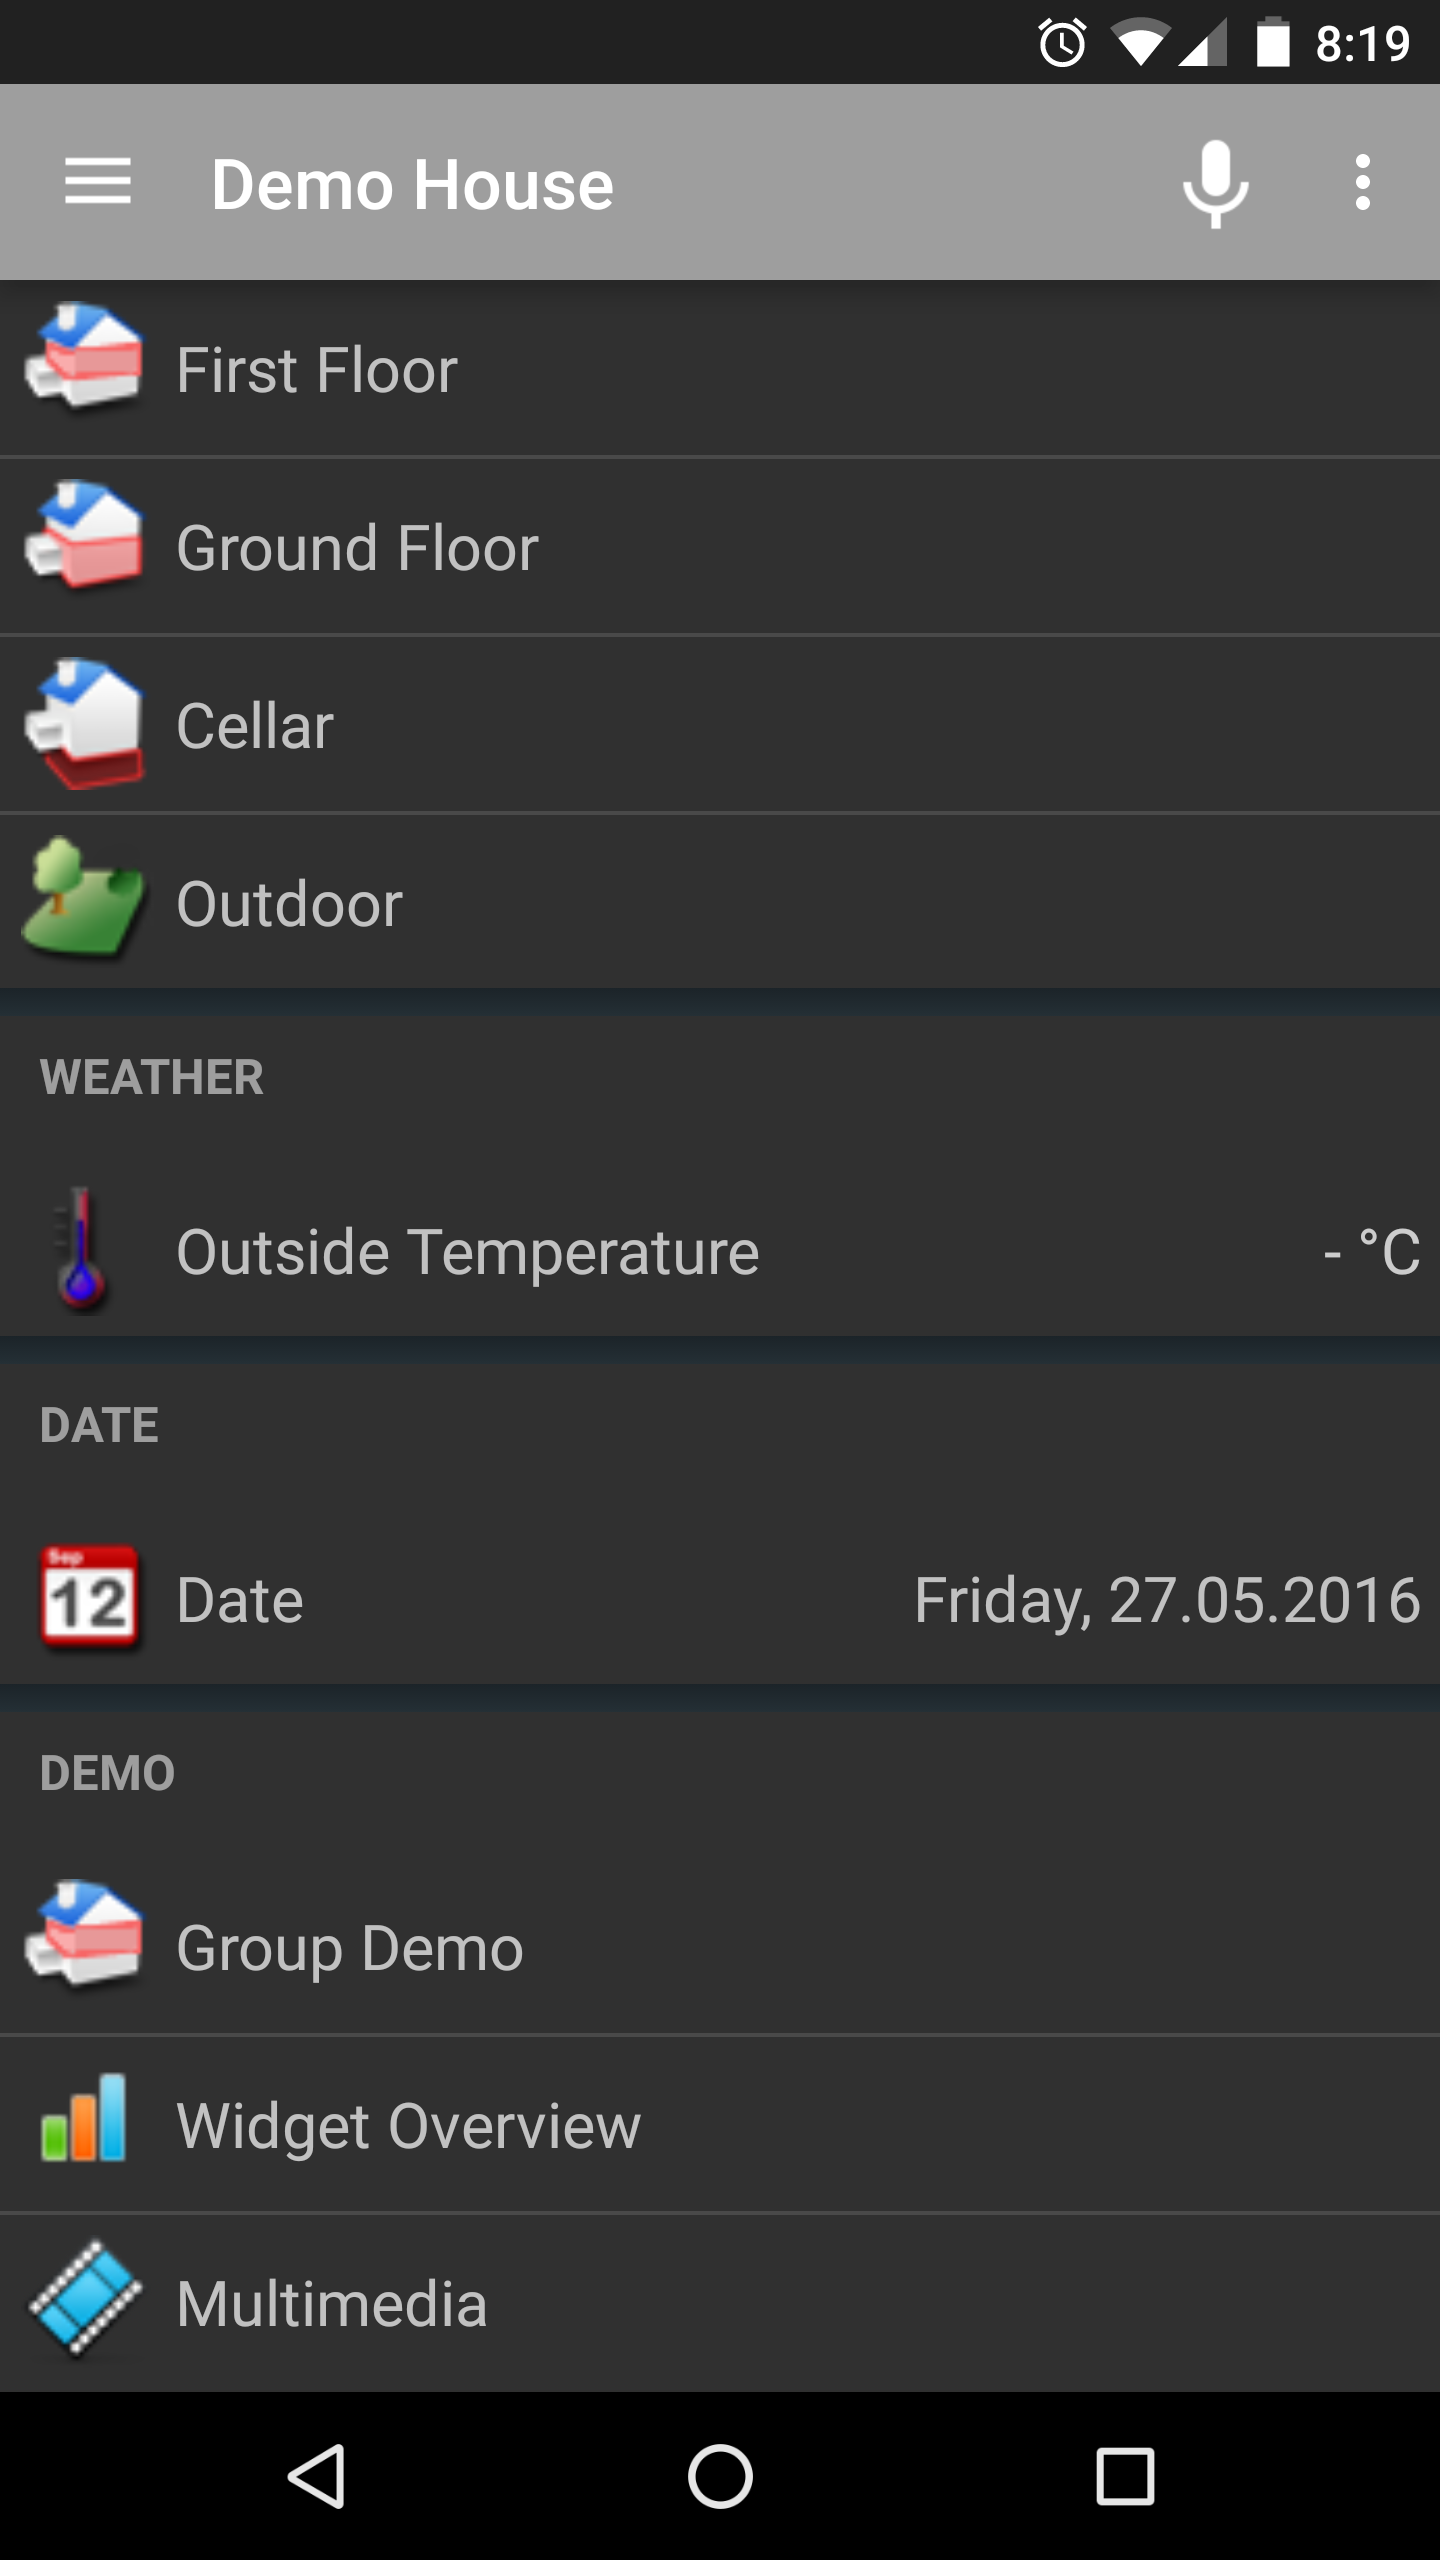 8:19
Demo House
First Floor
Ground Floor
Cellar
Outdoor
WEATHER
Outside Temperature - °C
DATE
Sep
12
Date Friday, 27.05.2016
DEMO
Group Demo
Widget Overview
Multimedia